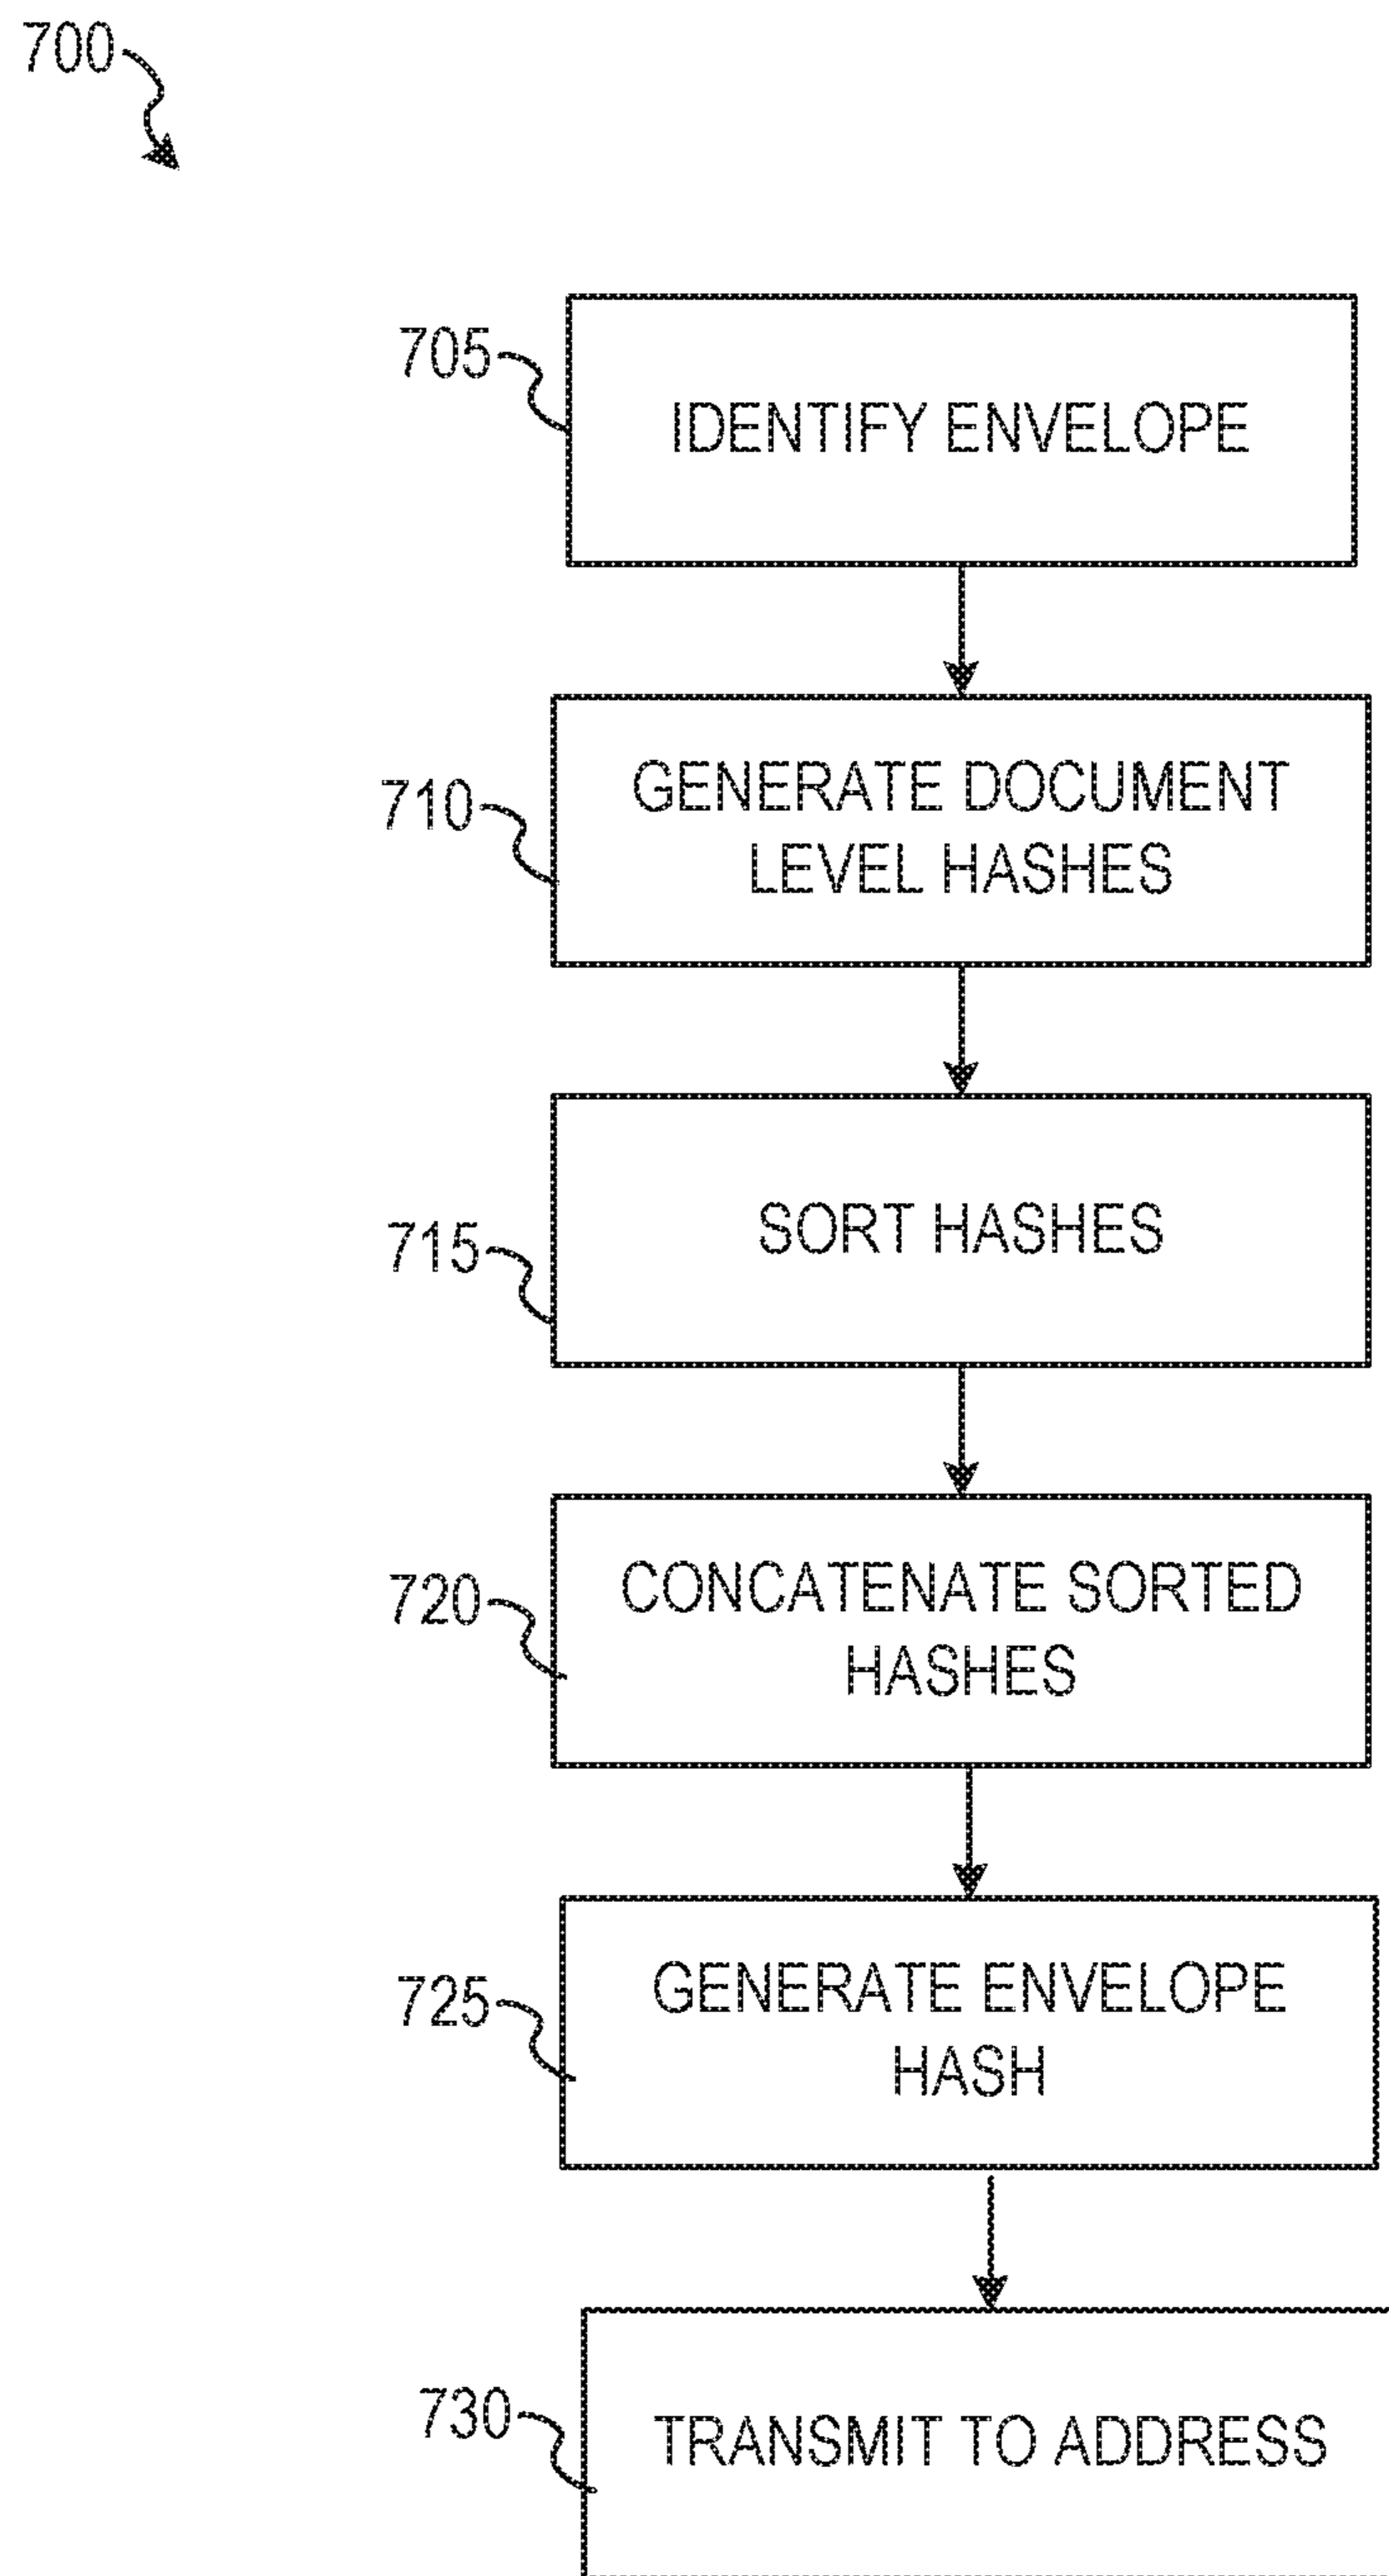 700
705
IDENTIFY ENVELOPE
710
GENERATE DOCUMENT
LEVEL HASHES
715
SORT HASHES
720
CONCATENATE SORTED
HASHES
725
GENERATE ENVELOPE
HASH
730
TRANSMIT TO ADDRESS